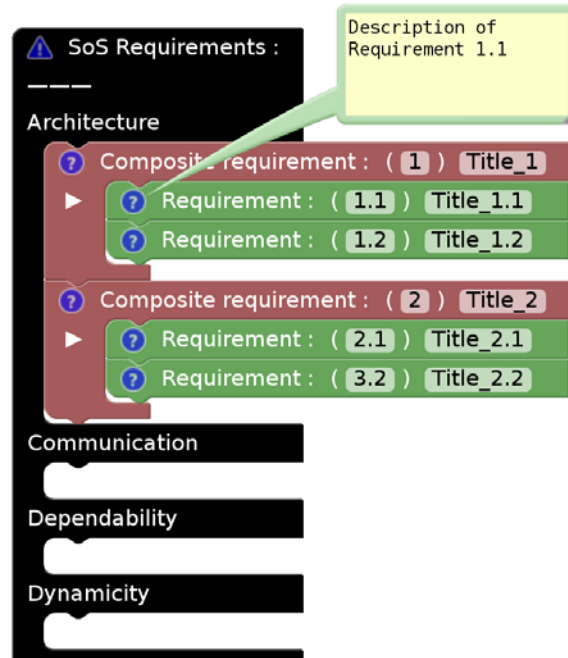 SoS Requirements :
Description of
Requirement 1.1
———
Architecture
? Composite requirement : ( 1 ) Title_1
? Requirement : ( 1.1 ) Title_1.1
? Requirement : ( 1.2 ) Title_1.2
? Composite requirement : ( 2 ) Title_2
? Requirement : ( 2.1 ) Title_2.1
? Requirement : ( 3.2 ) Title_2.2
Communication
Dependability
Dynamicity